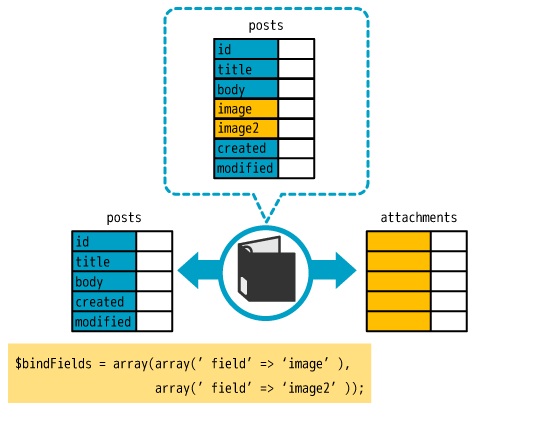 posts
id
title
body
image
image2
created
modified
posts
id
title
body
created
modified
attachments
$bindFields = array(array(’ field’ => ‘image’ ),
array(’ field’ => ‘image2’ ));